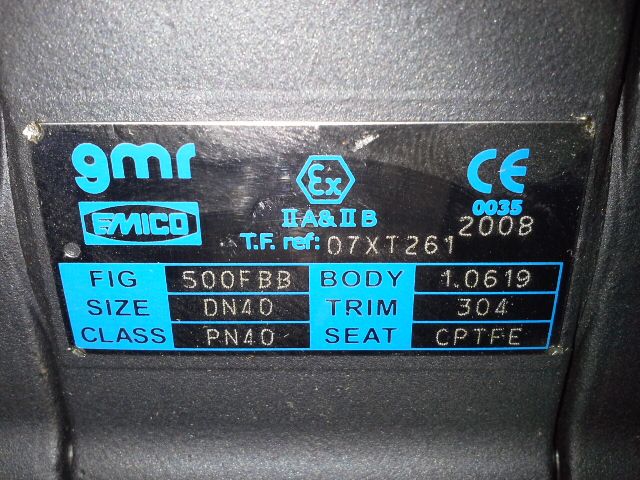 gmr
EMICO
Ex
II A & II B
T.F. ref: 07XT261
CE
0035
2008
FIG 500FBB BODY 1.0619
SIZE DN40 TRIM 304
CLASS PN40 SEAT CPTFE